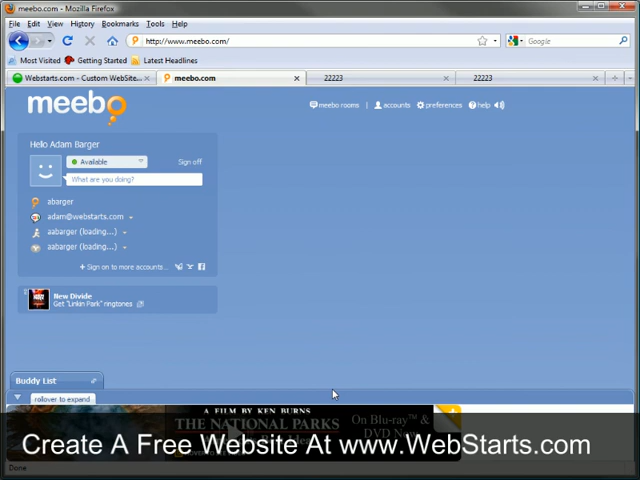 meebo.com - Mozilla Firefox
File Edit View History Bookmarks Tools Help
http://www.meebo.com/
Google
Most Visited Getting Started Latest Headlines
Webstarts.com - Custom WebSite...
meebo.com
22223
22223
meebo
meebo rooms | accounts preferences help
Hello Adam Barger
Available
Sign off
What are you doing?
abarger
adam@webstarts.com
aabarger (loading...)
aabarger (loading...)
+ Sign on to more accounts...
New Divide
Get "Linkin Park" ringtones
Buddy List
rollover to expand
A FILM BY KEN BURNS
THE NATIONAL PARKS
On Blu-ray™ and
DVD Now
Create A Free Website At www.WebStarts.com
Done